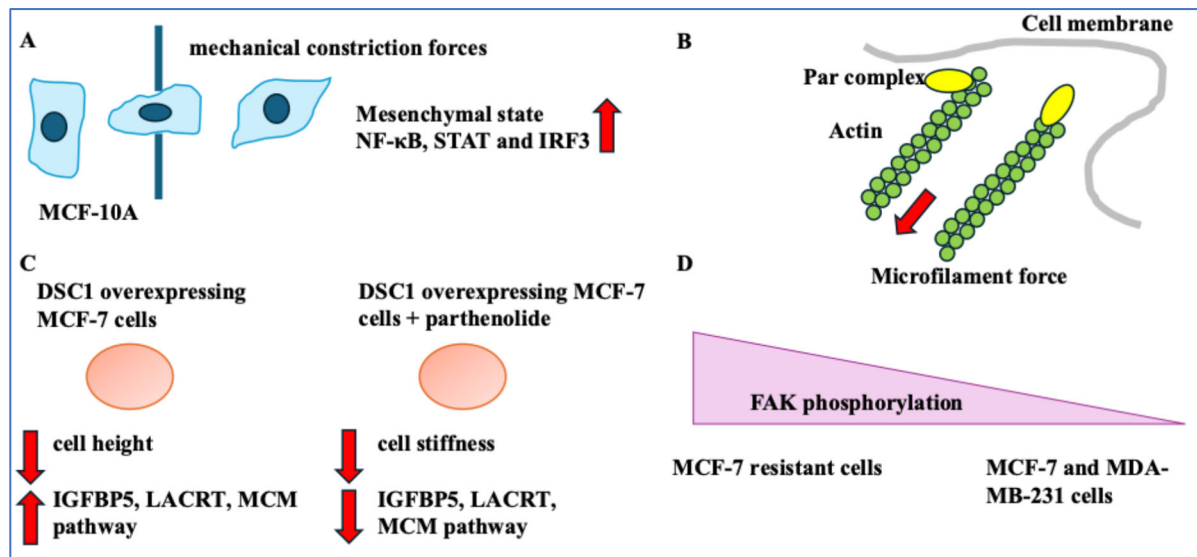 A
mechanical constriction forces
Mesenchymal state
NF-κB, STAT and IRF3
MCF-10A
B
Cell membrane
Par complex
Actin
Microfilament force
C
DSC1 overexpressing
MCF-7 cells
cell height
IGFBP5, LACRT, MCM
pathway
DSC1 overexpressing MCF-7
cells + parthenolide
cell stiffness
IGFBP5, LACRT,
MCM pathway
D
FAK phosphorylation
MCF-7 resistant cells
MCF-7 and MDA-
MB-231 cells